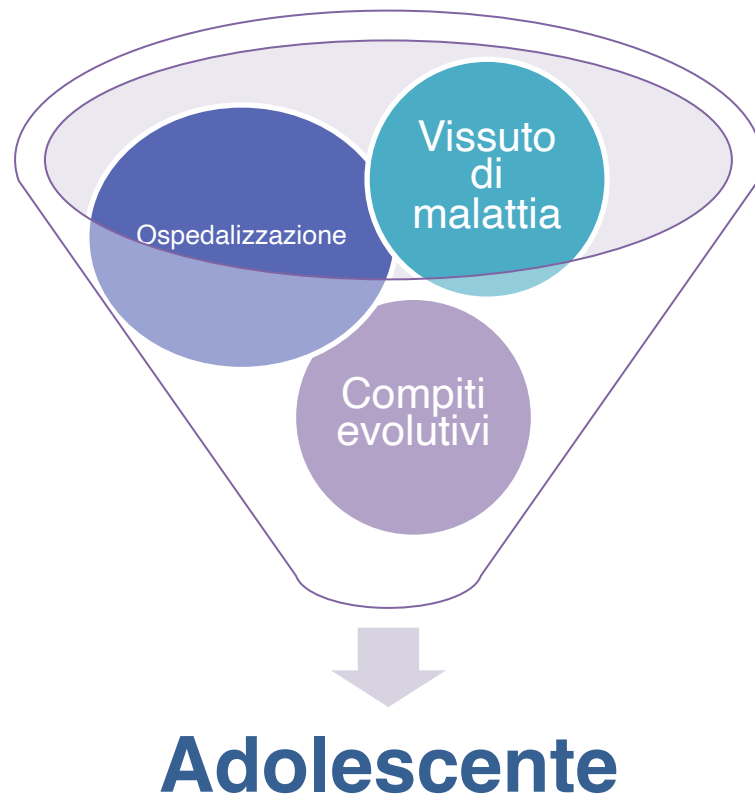 Vissuto
di
malattia
Ospedalizzazione
Compiti
evolutivi
Adolescente